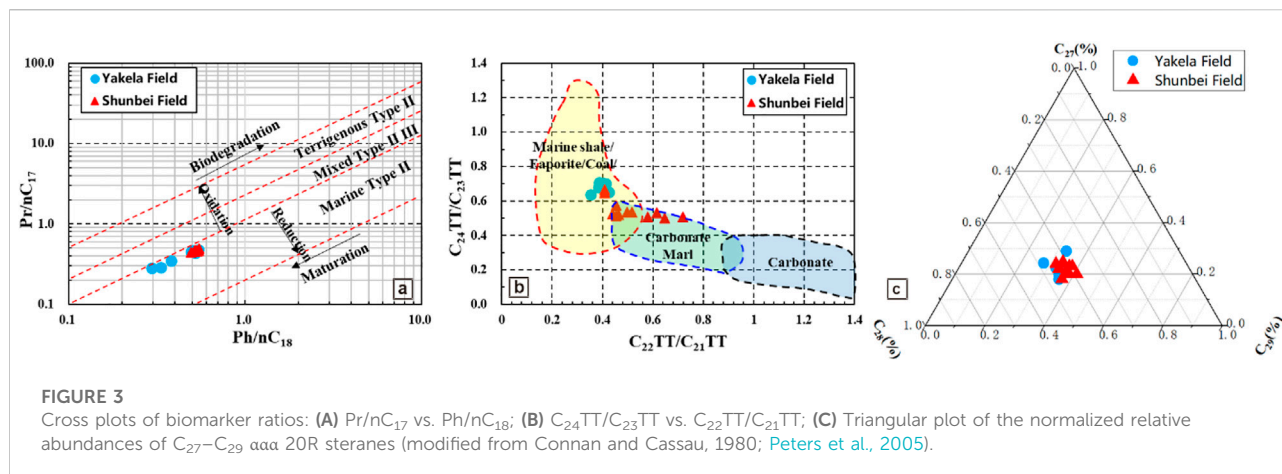 100.0
10.0
1.0
0.1
0.1
1.0
10.0
Pr/nC17
Ph/nC18
Yakela Field
Shunbei Field
Biodegradation
Terrigenous Type II
Mixed Type II III
Marine Type II
Oxidation
Reduction
Maturation
a
1.4
1.2
1.0
0.8
0.6
0.4
0.2
0.0
0.0
0.2
0.4
0.6
0.8
1
1.2
1.4
C24TT/C23TT
C22TT/C21TT
Yakela Field
Shunbei Field
Marine shale/
Faporite/Coal/
Carbonate
Marl
Carbonate
b
C27(%)
0.0
1.0
Yakela Field
Shunbei Field
0.2
0.8
0.4
0.6
0.6
0.4
0.8
0.2
1.0
0.0
0.0
0.2
0.4
0.5
0.8
1.0
C28(%)
C29(%)
c
FIGURE 3
Cross plots of biomarker ratios: (A) Pr/nC17 vs. Ph/nC18; (B) C24TT/C23TT vs. C22TT/C21TT; (C) Triangular plot of the normalized relative
abundances of C27–C29 ααα 20R steranes (modified from Connan and Cassau, 1980; Peters et al., 2005).